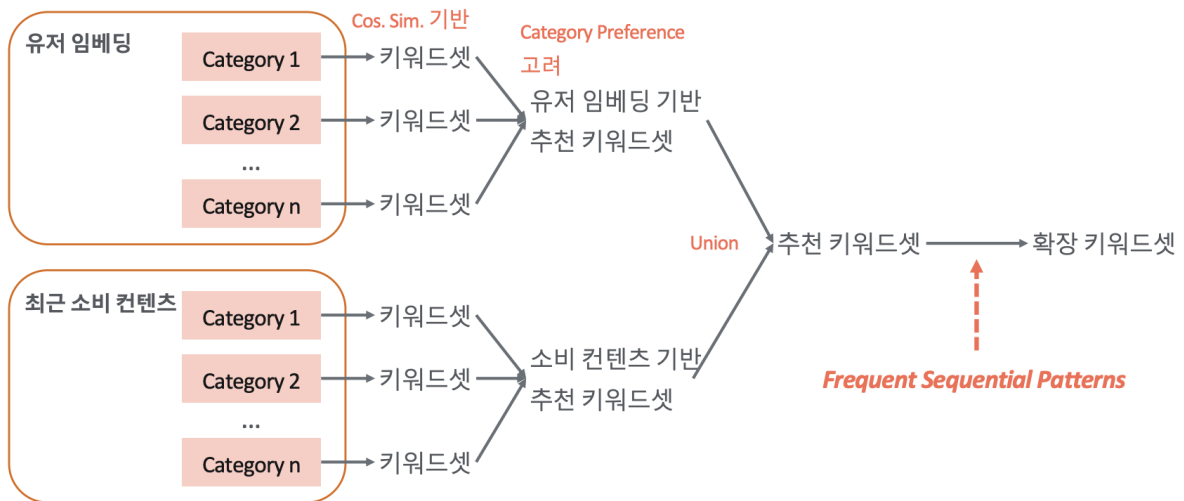 유저 임베딩
Category 1
Category 2
...
Category n
Cos. Sim. 기반
키워드셋
키워드셋
키워드셋
Category Preference
고려
유저 임베딩 기반
추천 키워드셋
최근 소비 컨텐츠
Category 1
Category 2
...
Category n
키워드셋
키워드셋
키워드셋
소비 컨텐츠 기반
추천 키워드셋
Union
추천 키워드셋
확장 키워드셋
Frequent Sequential Patterns